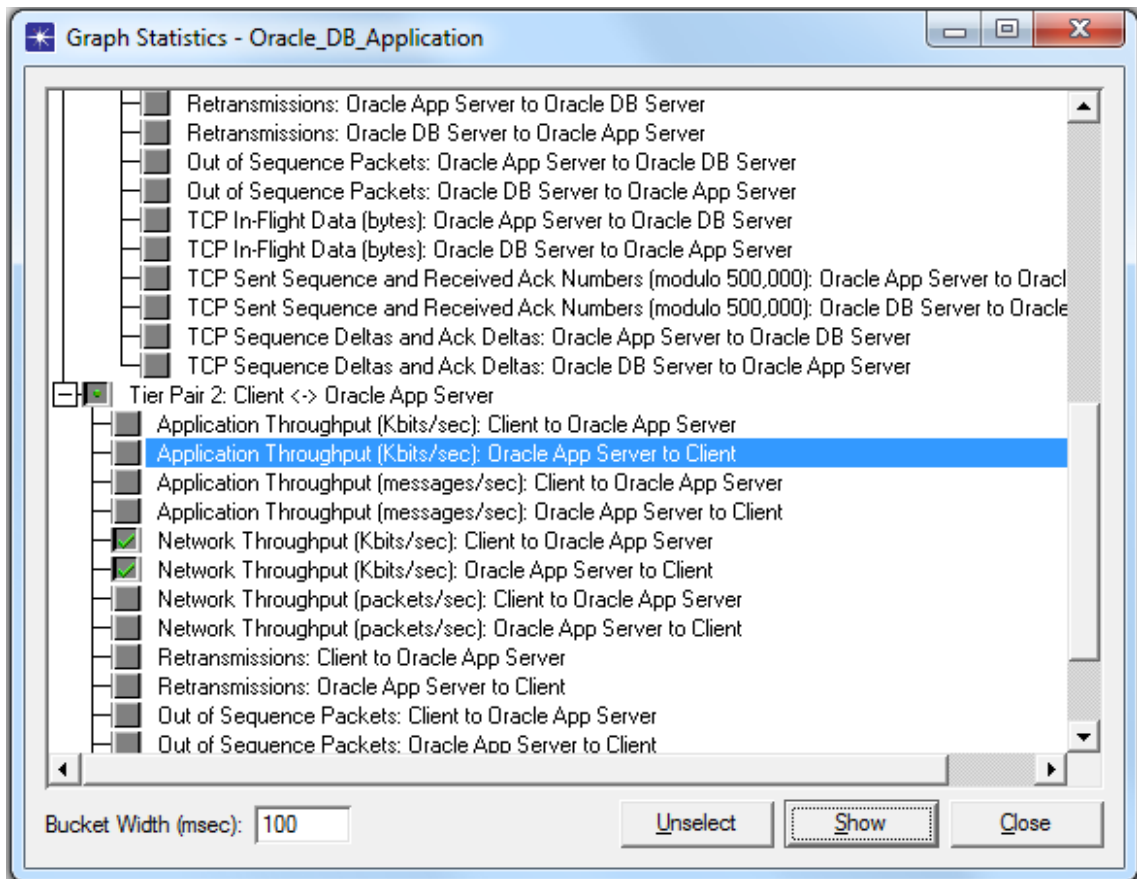 Graph Statistics - Oracle_DB_Application
Retransmissions: Oracle App Server to Oracle DB Server
Retransmissions: Oracle DB Server to Oracle App Server
Out of Sequence Packets: Oracle App Server to Oracle DB Server
Out of Sequence Packets: Oracle DB Server to Oracle App Server
TCP In-Flight Data (bytes): Oracle App Server to Oracle DB Server
TCP In-Flight Data (bytes): Oracle DB Server to Oracle App Server
TCP Sent Sequence and Received Ack Numbers (modulo 500,000): Oracle App Server to Oracl
TCP Sent Sequence and Received Ack Numbers (modulo 500,000): Oracle DB Server to Oracle
TCP Sequence Deltas and Ack Deltas: Oracle App Server to Oracle DB Server
TCP Sequence Deltas and Ack Deltas: Oracle DB Server to Oracle App Server
Tier Pair 2: Client <-> Oracle App Server
Application Throughput (Kbits/sec): Client to Oracle App Server
Application Throughput (Kbits/sec): Oracle App Server to Client
Application Throughput (messages/sec): Client to Oracle App Server
Application Throughput (messages/sec): Oracle App Server to Client
Network Throughput (Kbits/sec): Client to Oracle App Server
Network Throughput (Kbits/sec): Oracle App Server to Client
Network Throughput (packets/sec): Client to Oracle App Server
Network Throughput (packets/sec): Oracle App Server to Client
Retransmissions: Client to Oracle App Server
Retransmissions: Oracle App Server to Client
Out of Sequence Packets: Client to Oracle App Server
Out of Sequence Packets: Oracle App Server to Client
Bucket Width (msec): 100 Unselect Show Close